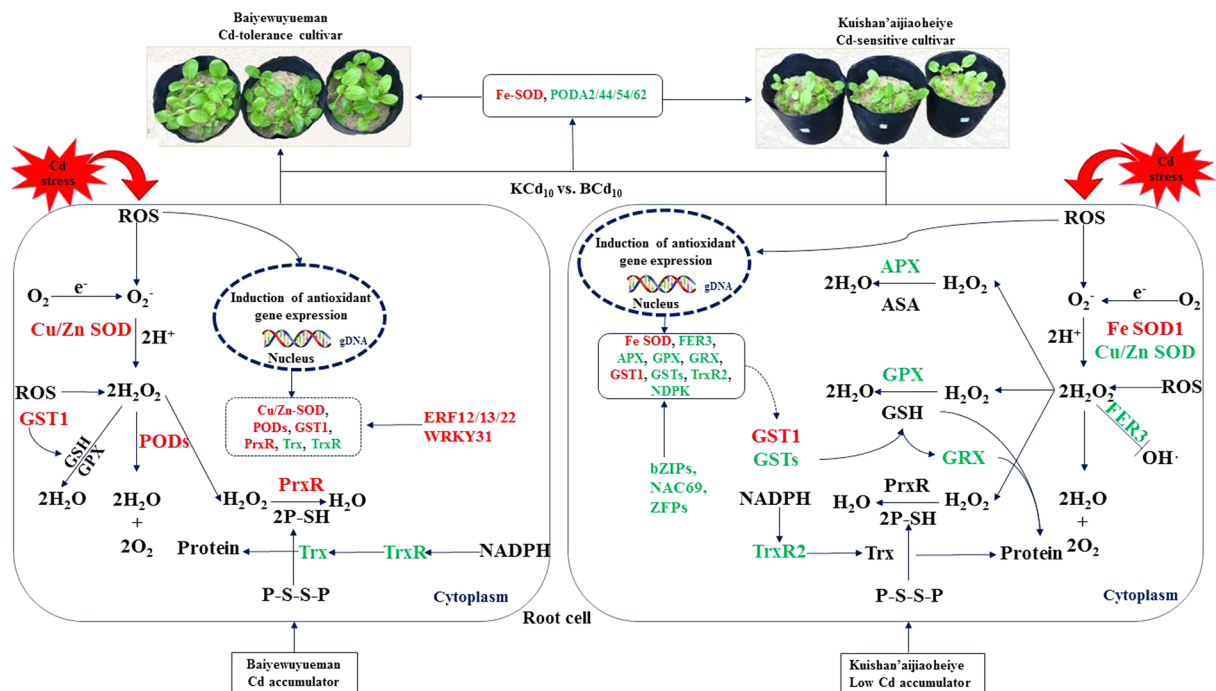 Baiyewuyueman
Cd-tolerance cultivar
Kuishan’aijiaoheiye
Cd-sensitive cultivar
Fe-SOD, PODA2/44/54/62
KCd₁₀ vs. BCd₁₀
Cd
stress
ROS
O₂
e⁻
O₂⁻
Cu/Zn SOD
2H⁺
ROS
2H₂O₂
GST1
GSH
GPX
PODs
2H₂O
2H₂O
+
2O₂
Induction of antioxidant
gene expression
gDNA
Nucleus
Cu/Zn-SOD,
PODs, GST1,
PrxR, Trx, TrxR
ERF12/13/22
WRKY31
H₂O₂
PrxR
H₂O
2P-SH
Protein
Trx
TrxR
NADPH
P-S-S-P
Cytoplasm
Root cell
Baiyewuyueman
Cd accumulator
Cd
stress
ROS
Induction of antioxidant
gene expression
gDNA
Nucleus
Fe SOD, FER3,
APX, GPX, GRX,
GST1, GSTs, TrxR2,
NDPK
bZIPs,
NAC69,
ZFPs
GST1
GSTs
2H₂O
APX
H₂O₂
ASA
O₂⁻
e⁻
O₂
2H⁺
Fe SOD1
Cu/Zn SOD
2H₂O
GPX
H₂O₂
GSH
2H₂O₂
ROS
FER3
OH·
GRX
H₂O
PrxR
H₂O₂
2P-SH
2H₂O
+
2O₂
NADPH
TrxR2
Trx
Protein
P-S-S-P
Cytoplasm
Kuishan’aijiaoheiye
Low Cd accumulator